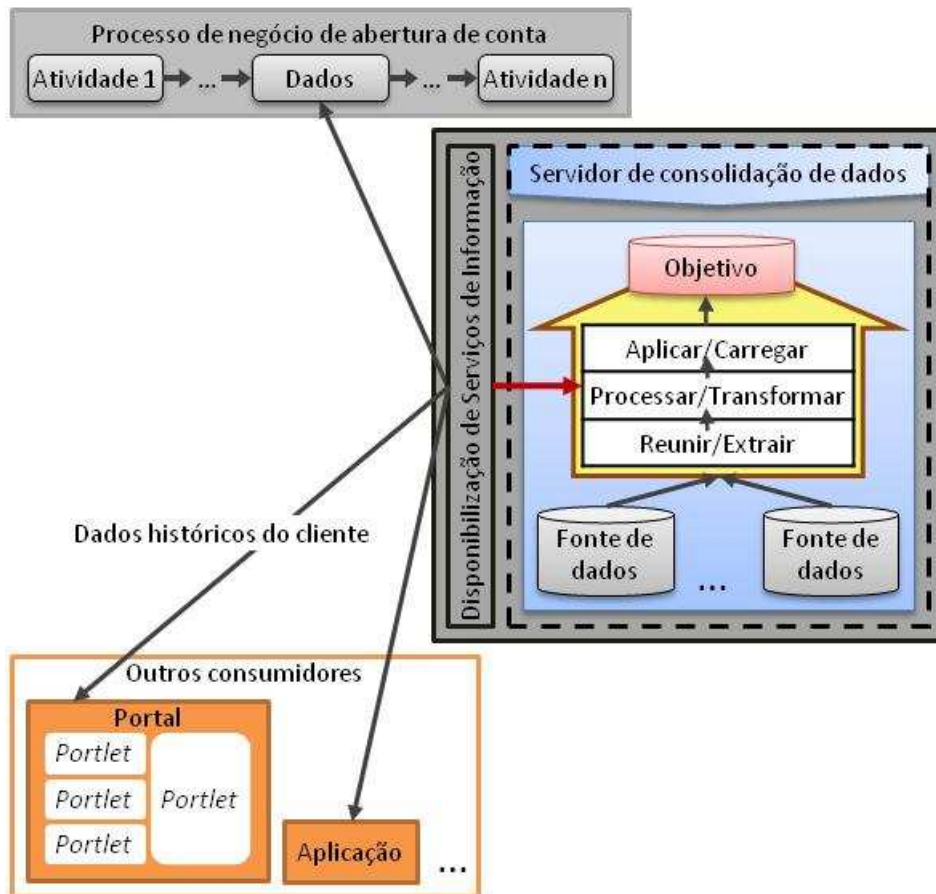 Processo de negócio de abertura de conta
Atividade 1
...
Dados
...
Atividade n
Disponibilização de Serviços de Informação
Servidor de consolidação de dados
Objetivo
Aplicar/Carregar
Processar/Transformar
Reunir/Extrair
Fonte de
dados
...
Fonte de
dados
Dados históricos do cliente
Outros consumidores
Portal
Portlet
Portlet
Portlet
Portlet
Aplicação
...